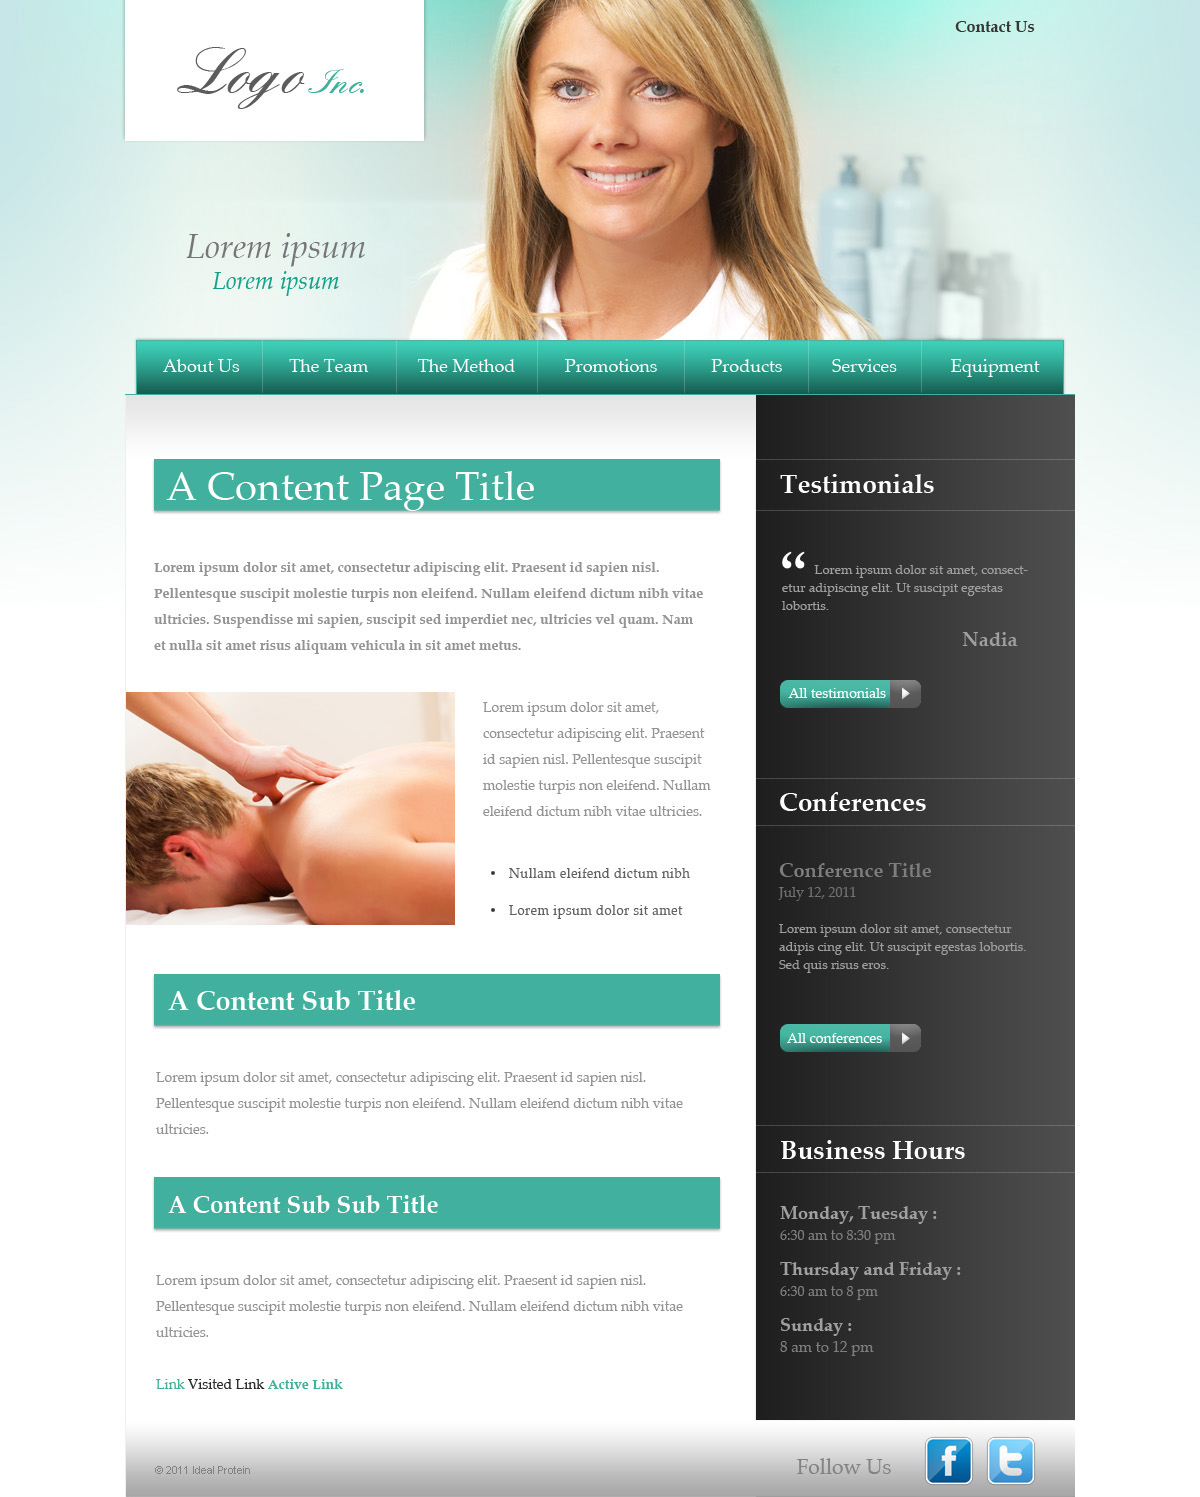 Contact Us
Logo Inc.
Lorem ipsum
Lorem ipsum
About Us
The Team
The Method
Promotions
Products
Services
Equipment
A Content Page Title
Lorem ipsum dolor sit amet, consectetur adipiscing elit. Praesent id sapien nisl.
Pellentesque suscipit molestie turpis non eleifend. Nullam eleifend dictum nibh vitae
ultricies. Suspendisse mi sapien, suscipit sed imperdiet nec, ultricies vel quam. Nam
et nulla sit amet risus aliquam vehicula in sit amet metus.
Lorem ipsum dolor sit amet,
consectetur adipiscing elit. Praesent
id sapien nisl. Pellentesque suscipit
molestie turpis non eleifend. Nullam
eleifend dictum nibh vitae ultricies.
• Nullam eleifend dictum nibh
• Lorem ipsum dolor sit amet
A Content Sub Title
Lorem ipsum dolor sit amet, consectetur adipiscing elit. Praesent id sapien nisl.
Pellentesque suscipit molestie turpis non eleifend. Nullam eleifend dictum nibh vitae
ultricies.
A Content Sub Sub Title
Lorem ipsum dolor sit amet, consectetur adipiscing elit. Praesent id sapien nisl.
Pellentesque suscipit molestie turpis non eleifend. Nullam eleifend dictum nibh vitae
ultricies.
Link Visited Link Active Link
Testimonials
“ Lorem ipsum dolor sit amet, consect-
etur adipiscing elit. Ut suscipit egestas
lobortis.
Nadia
All testimonials
Conferences
Conference Title
July 12, 2011
Lorem ipsum dolor sit amet, consectetur
adipis cing elit. Ut suscipit egestas lobortis.
Sed quis risus eros.
All conferences
Business Hours
Monday, Tuesday :
6:30 am to 8:30 pm
Thursday and Friday :
6:30 am to 8 pm
Sunday :
8 am to 12 pm
© 2011 Ideal Protein
Follow Us
f
t